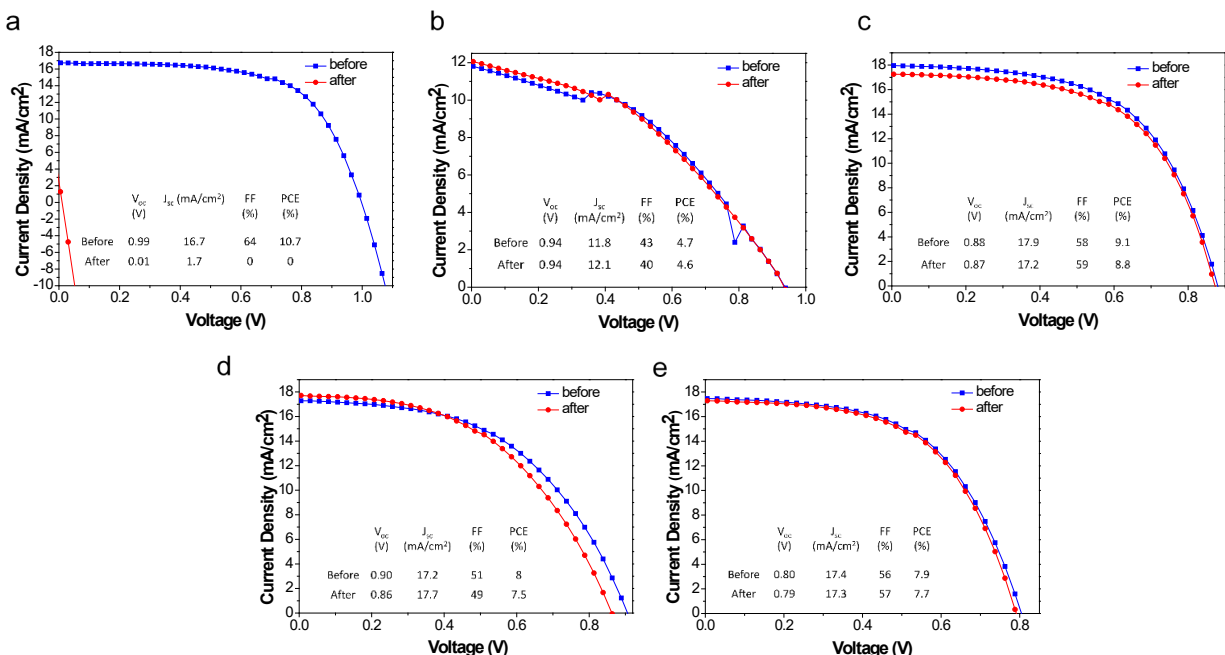 a
18
16
14
12
10
8
6
4
2
0
-2
-4
-6
-8
-10
0.0 0.2 0.4 0.6 0.8 1.0
Current Density (mA/cm²)
Voltage (V)
before
after
Voc Jsc (mA/cm²) FF PCE
(V) (%) (%)
Before 0.99 16.7 64 10.7
After 0.01 1.7 0 0
b
12
10
8
6
4
2
0
0.0 0.2 0.4 0.6 0.8 1.0
Current Density (mA/cm²)
Voltage (V)
before
after
Voc Jsc FF PCE
(V) (mA/cm²) (%) (%)
Before 0.94 11.8 43 4.7
After 0.94 12.1 40 4.6
c
18
16
14
12
10
8
6
4
2
0
0.0 0.2 0.4 0.6 0.8
Current Density (mA/cm²)
Voltage (V)
before
after
Voc Jsc FF PCE
(V) (mA/cm²) (%) (%)
Before 0.88 17.9 58 9.1
After 0.87 17.2 59 8.8
d
18
16
14
12
10
8
6
4
2
0
0.0 0.2 0.4 0.6 0.8
Current Density (mA/cm²)
Voltage (V)
before
after
Voc Jsc FF PCE
(V) (mA/cm²) (%) (%)
Before 0.90 17.2 51 8
After 0.86 17.7 49 7.5
e
18
16
14
12
10
8
6
4
2
0
0.0 0.2 0.4 0.6 0.8
Current Density (mA/cm²)
Voltage (V)
before
after
Voc Jsc FF PCE
(V) (mA/cm²) (%) (%)
Before 0.80 17.4 56 7.9
After 0.79 17.3 57 7.7